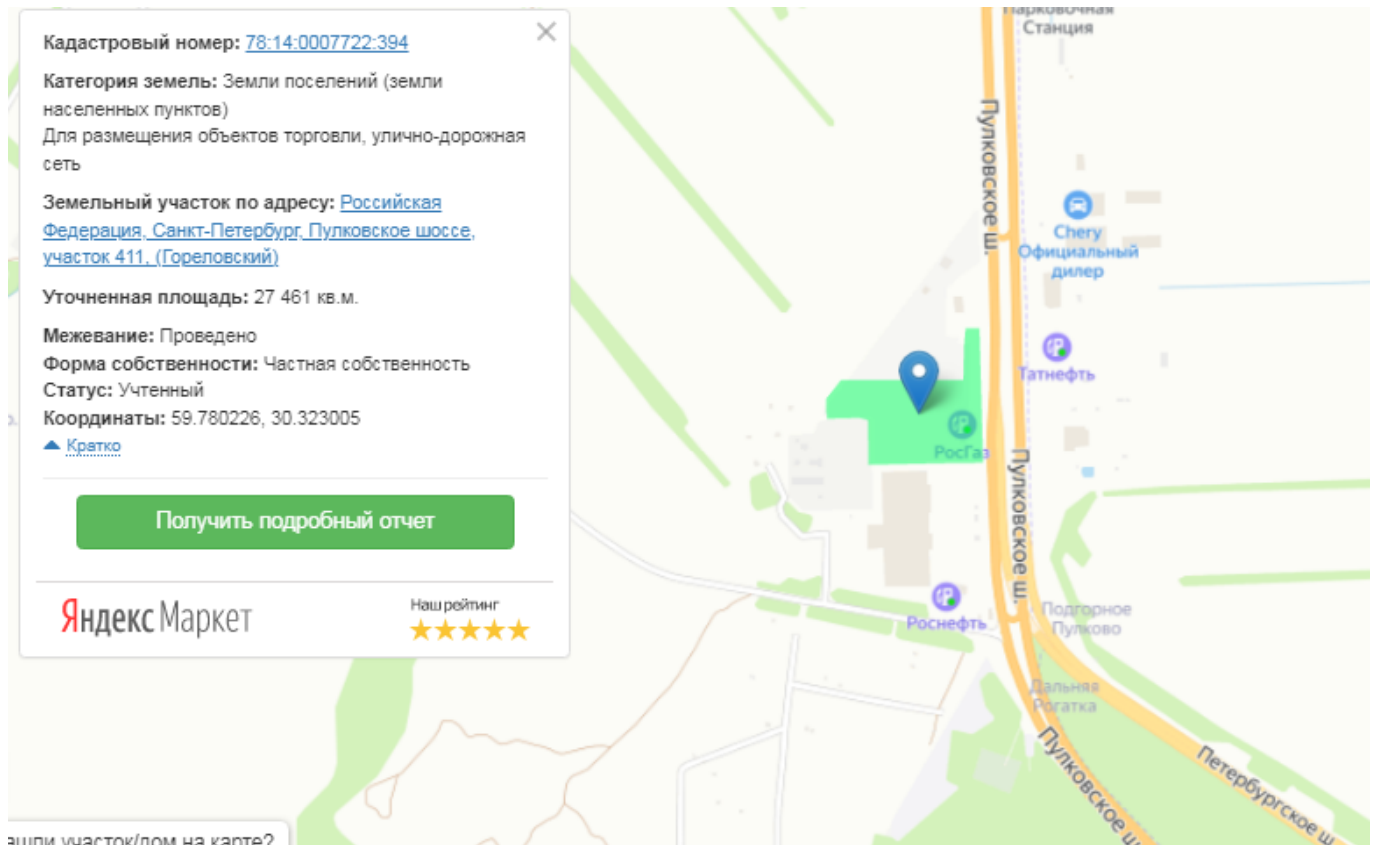 Кадастровый номер: 78:14:0007722:394
Категория земель: Земли поселений (земли
населенных пунктов)
Для размещения объектов торговли, улично-дорожная
сеть
Земельный участок по адресу: Российская
Федерация, Санкт-Петербург, Пулковское шоссе,
участок 411, (Гореловский)
Уточненная площадь: 27 461 кв.м.
Межевание: Проведено
Форма собственности: Частная собственность
Статус: Учтенный
Координаты: 59.780226, 30.323005
Кратко
Получить подробный отчет
Яндекс Маркет
Наш рейтинг
Парковочная
Станция
Пулковское ш.
Chery
Официальный
дилер
Татнефть
РосГаз
Пулковское ш.
Роснефть
Подгорное
Пулково
Дальняя
Рогатка
Пулковское ш
Петербургское ш
участок/дом на карте?